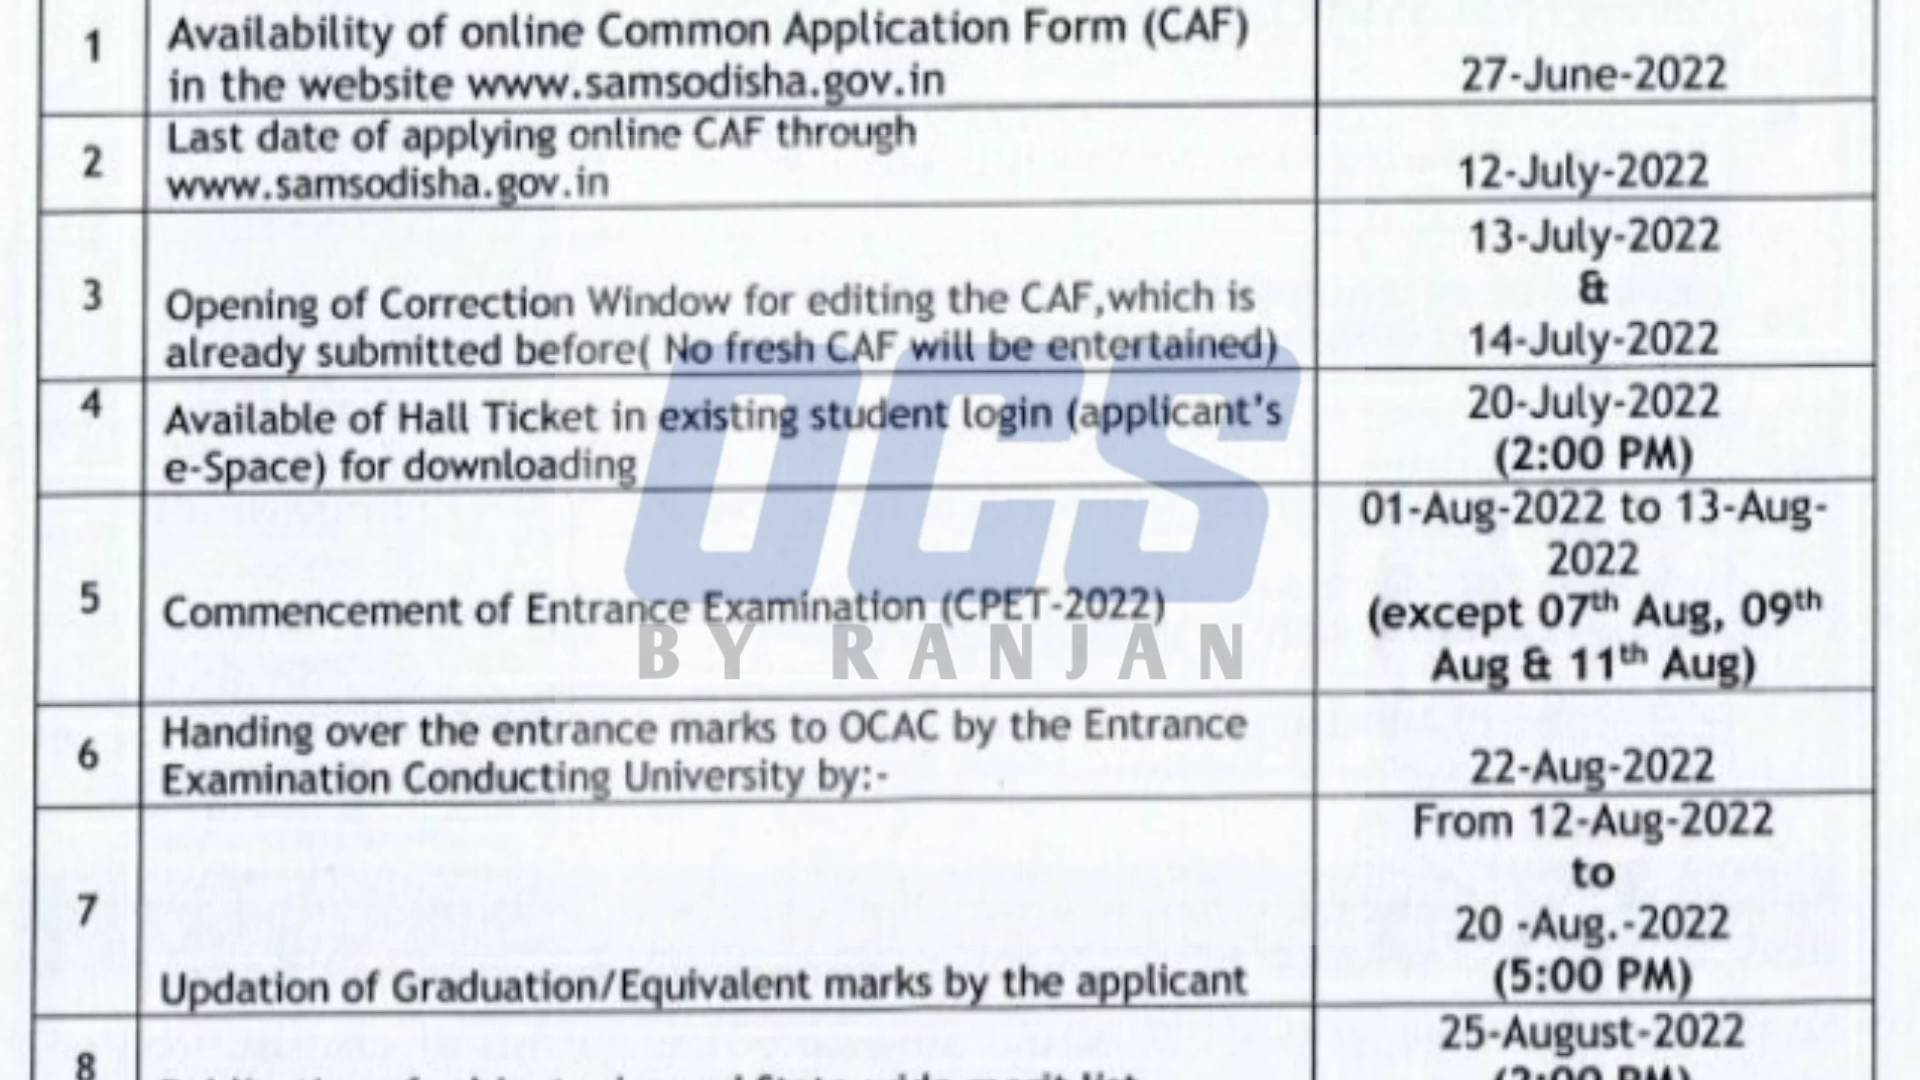 1
Availability of online Common Application Form (CAF)
in the website www.samsodisha.gov.in
27-June-2022
2
Last date of applying online CAF through
www.samsodisha.gov.in
12-July-2022
3
Opening of Correction Window for editing the CAF,which is
already submitted before( No fresh CAF will be entertained)
13-July-2022
&
14-July-2022
4
Available of Hall Ticket in existing student login (applicant's
e-Space) for downloading
20-July-2022
(2:00 PM)
5
Commencement of Entrance Examination (CPET-2022)
01-Aug-2022 to 13-Aug-
2022
(except 07th Aug, 09th
Aug & 11th Aug)
6
Handing over the entrance marks to OCAC by the Entrance
Examination Conducting University by:-
22-Aug-2022
7
Updation of Graduation/Equivalent marks by the applicant
From 12-Aug-2022
to
20 -Aug.-2022
(5:00 PM)
8
25-August-2022
OCS
BY RANJAN